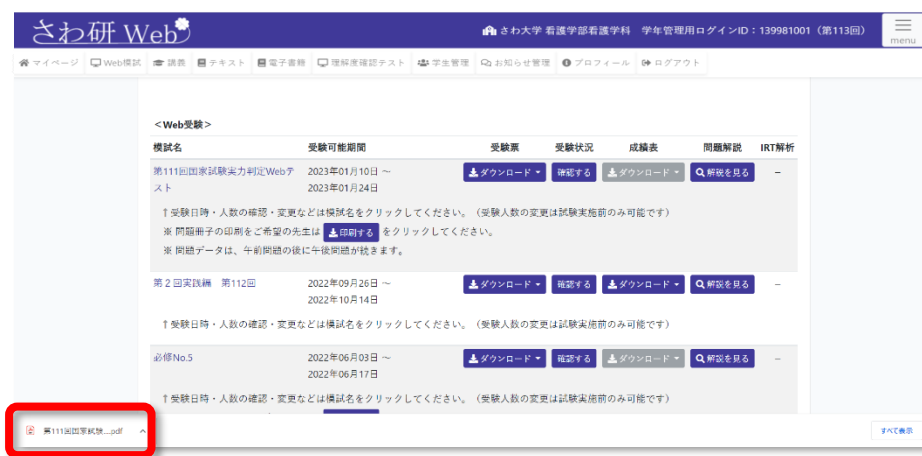 さわ研 Web
さわ大学 看護学部看護学科　学年管理用ログインID：139981001（第113回）
menu
マイページ Web模試 講義 テキスト 電子書籍 理解度確認テスト 学生管理 お知らせ管理 プロフィール ログアウト
＜Web受験＞
模試名 受験可能期間 受験票 受験状況 成績表 問題解説 IRT解析
第111回国家試験実力判定Webテスト 2023年01月10日 ～ 2023年01月24日 ダウンロード 確認する ダウンロード 解説を見る －
↑受験日時・人数の確認・変更などは模試名をクリックしてください。（受験人数の変更は試験実施前のみ可能です）
※ 問題冊子の印刷をご希望の先生は 印刷する をクリックしてください。
※ 問題データは、午前問題の後に午後問題が続きます。
第２回実践編　第112回 2022年09月26日 ～ 2022年10月14日 ダウンロード 確認する ダウンロード 解説を見る －
↑受験日時・人数の確認・変更などは模試名をクリックしてください。（受験人数の変更は試験実施前のみ可能です）
必修No.5 2022年06月03日 ～ 2022年06月17日 ダウンロード 確認する ダウンロード 解説を見る －
↑受験日時・人数の確認・変更などは模試名をクリックしてください。（受験人数の変更は試験実施前のみ可能です）
第111回国家試験....pdf
すべて表示